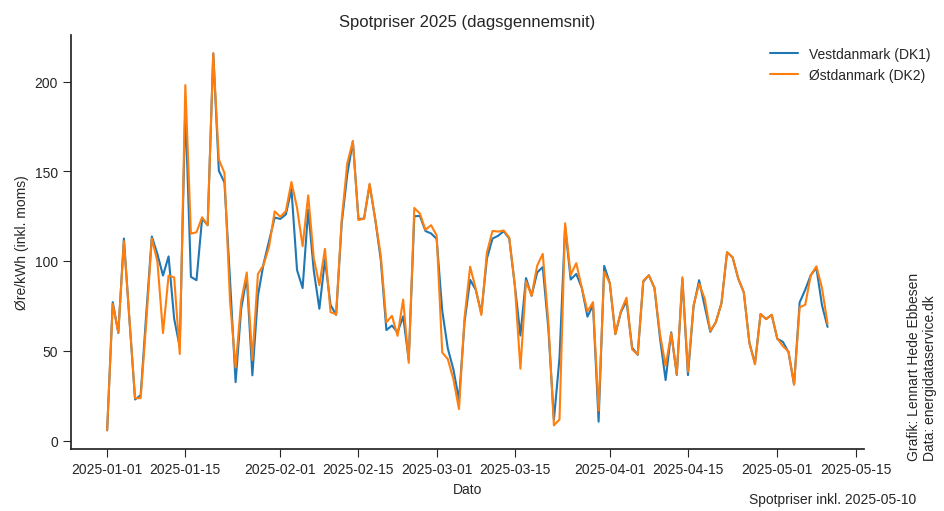 Spotpriser 2025 (dagsgennemsnit)
Vestdanmark (DK1)
Østdanmark (DK2)
Øre/kWh (inkl. moms)
200
150
100
50
0
2025-01-01
2025-01-15
2025-02-01
2025-02-15
2025-03-01
2025-03-15
2025-04-01
2025-04-15
2025-05-01
2025-05-15
Dato
Grafik: Lennart Hede Ebbesen
Data: energidataservice.dk
Spotpriser inkl. 2025-05-10